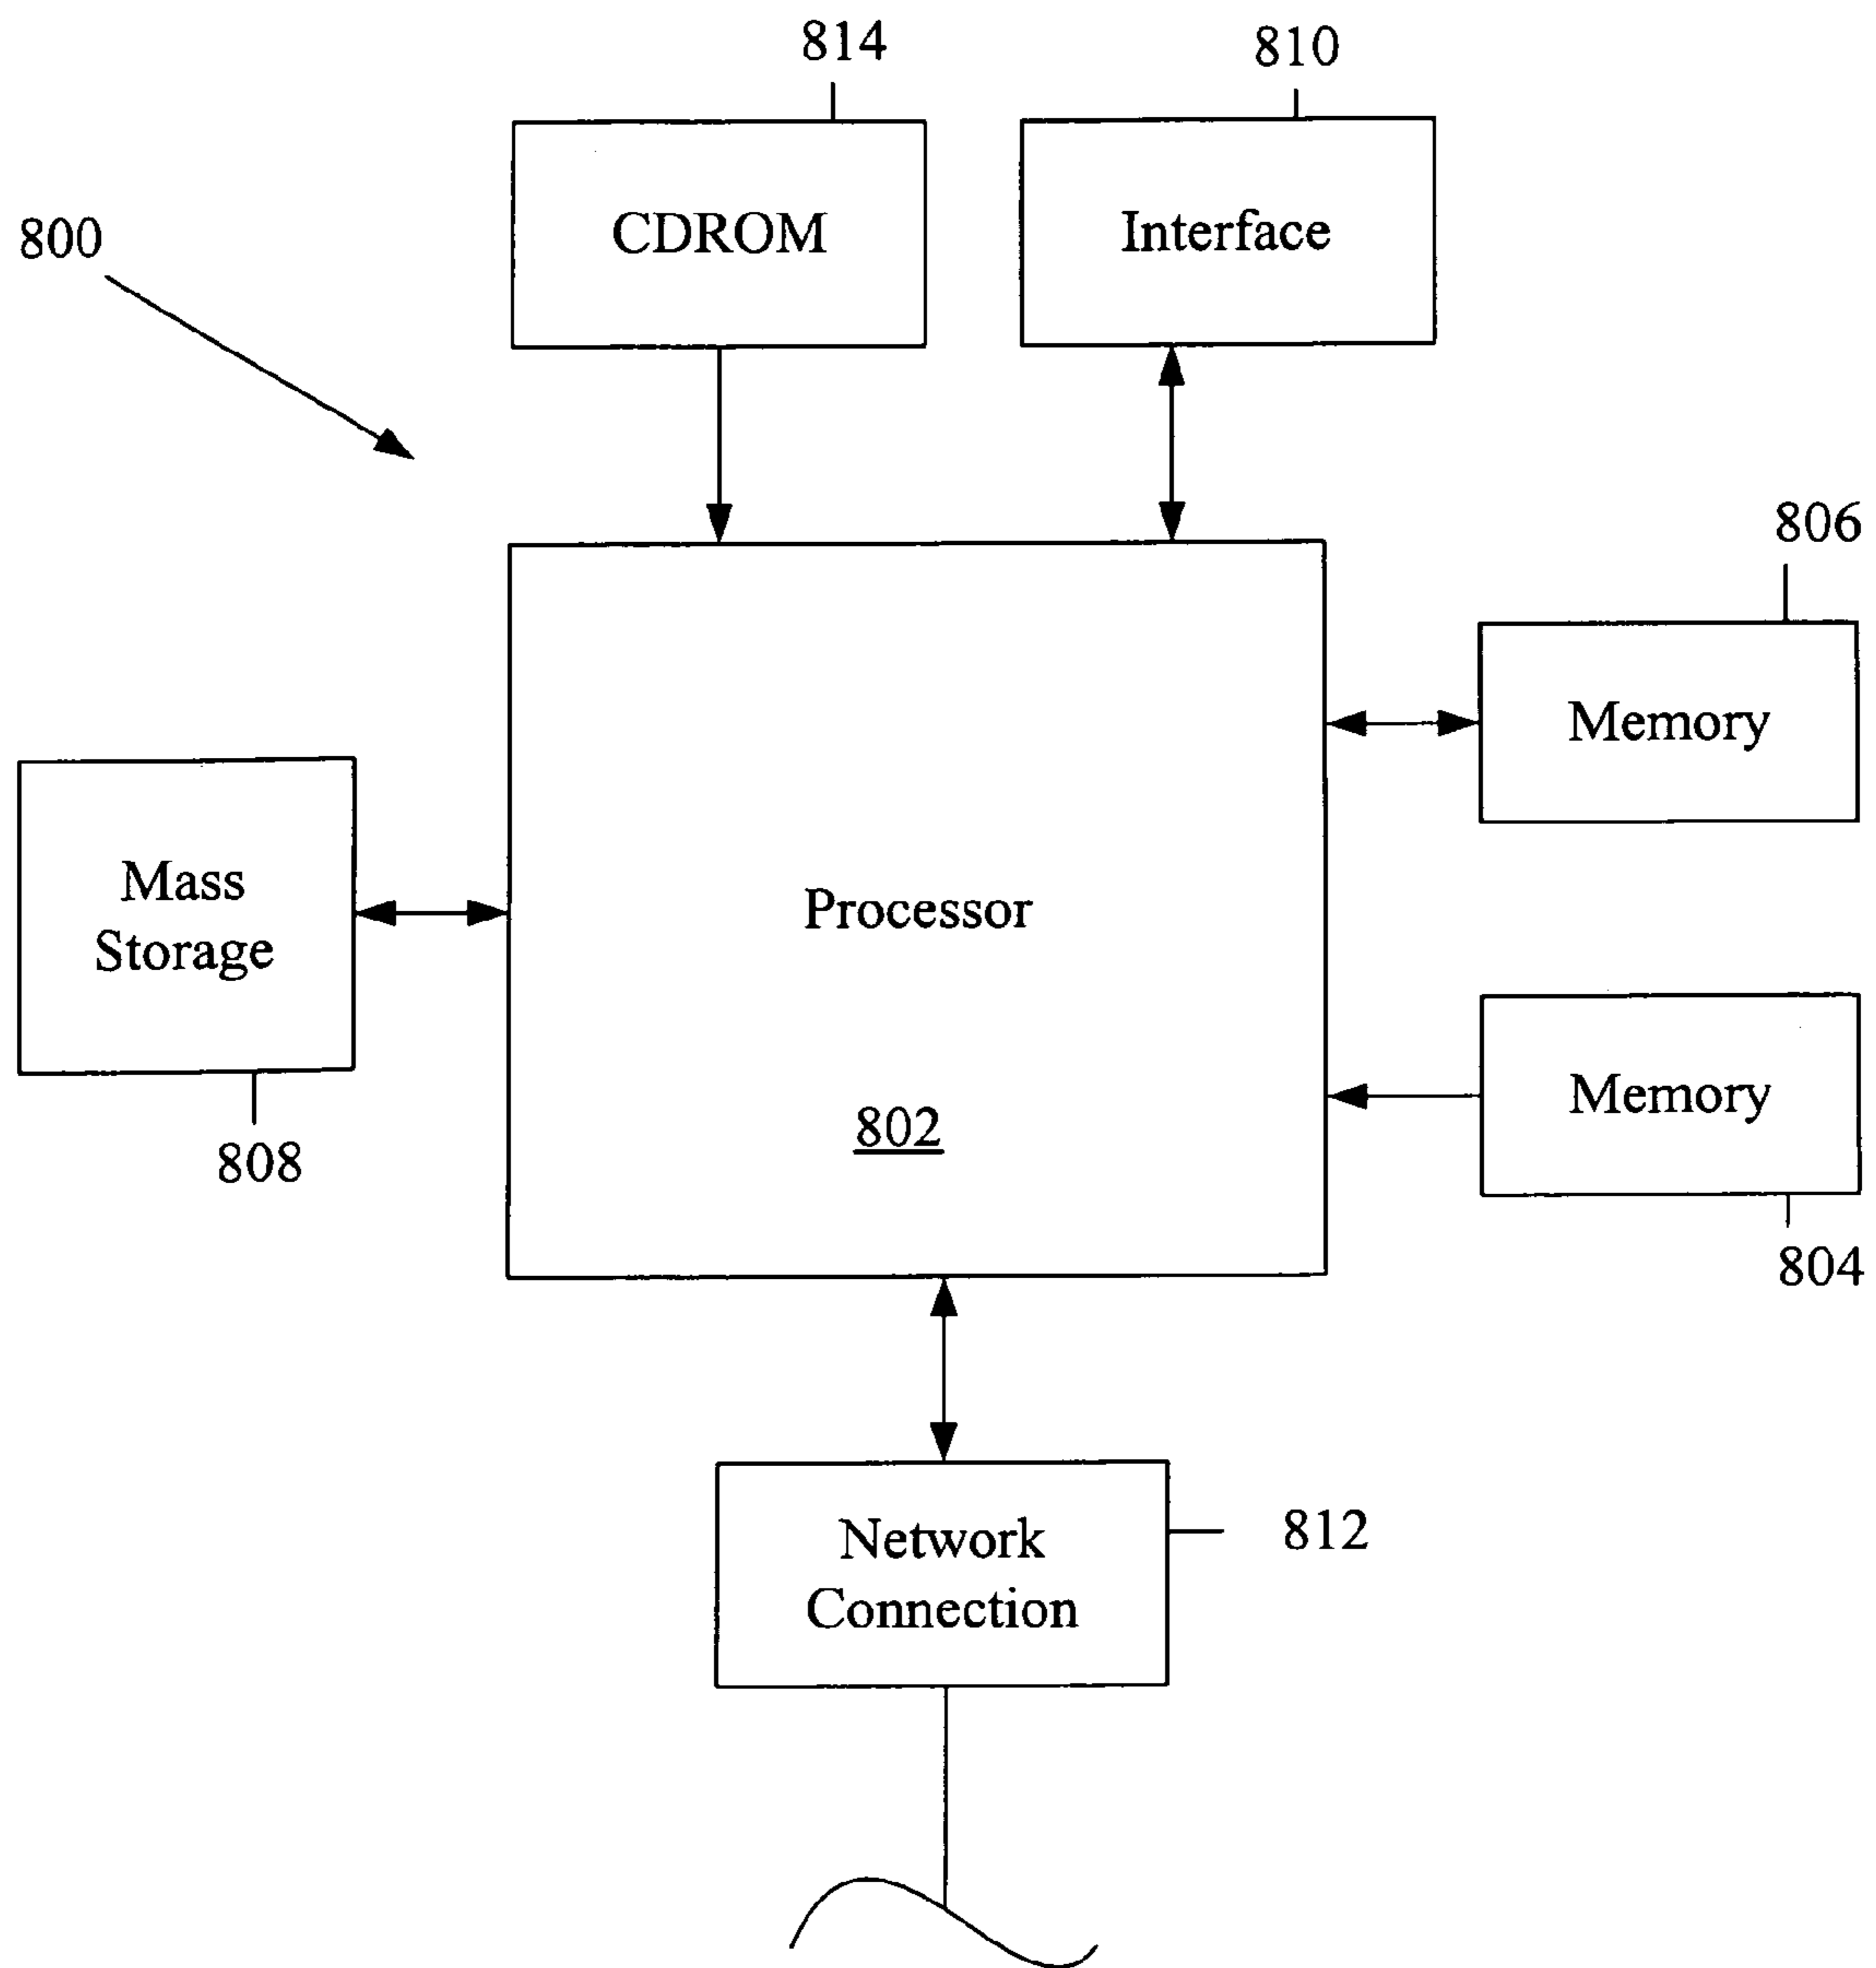 814
810
800
CDROM
Interface
806
Memory
Mass
Storage
Processor
Memory
802
808
804
Network
Connection
812